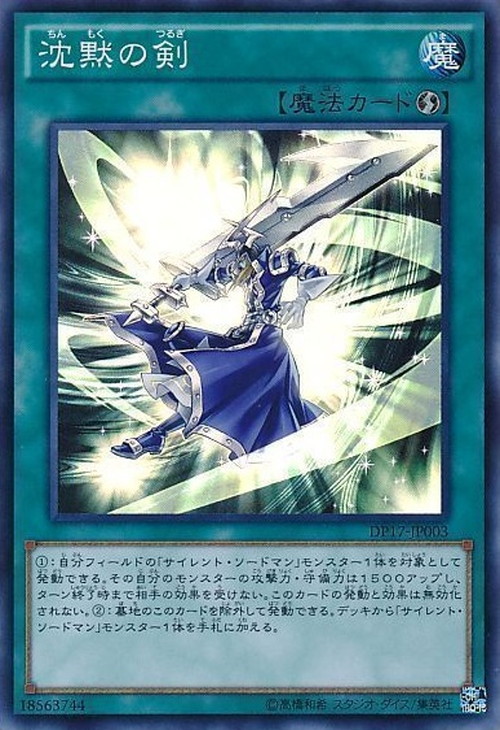 沈黙の剣
魔
【魔法カード】
DP17-JP003
①:自分フィールドの「サイレント・ソードマン」モンスター1体を対象として
発動できる。その自分のモンスターの攻撃力・守備力は1500アップし、
ターン終了時まで相手の効果を受けない。このカードの発動と効果は無効化
されない。②:墓地のこのカードを除外して発動できる。デッキから「サイレント・
ソードマン」モンスター1体を手札に加える。
18563744
©高橋和希 スタジオ・ダイス/集英社